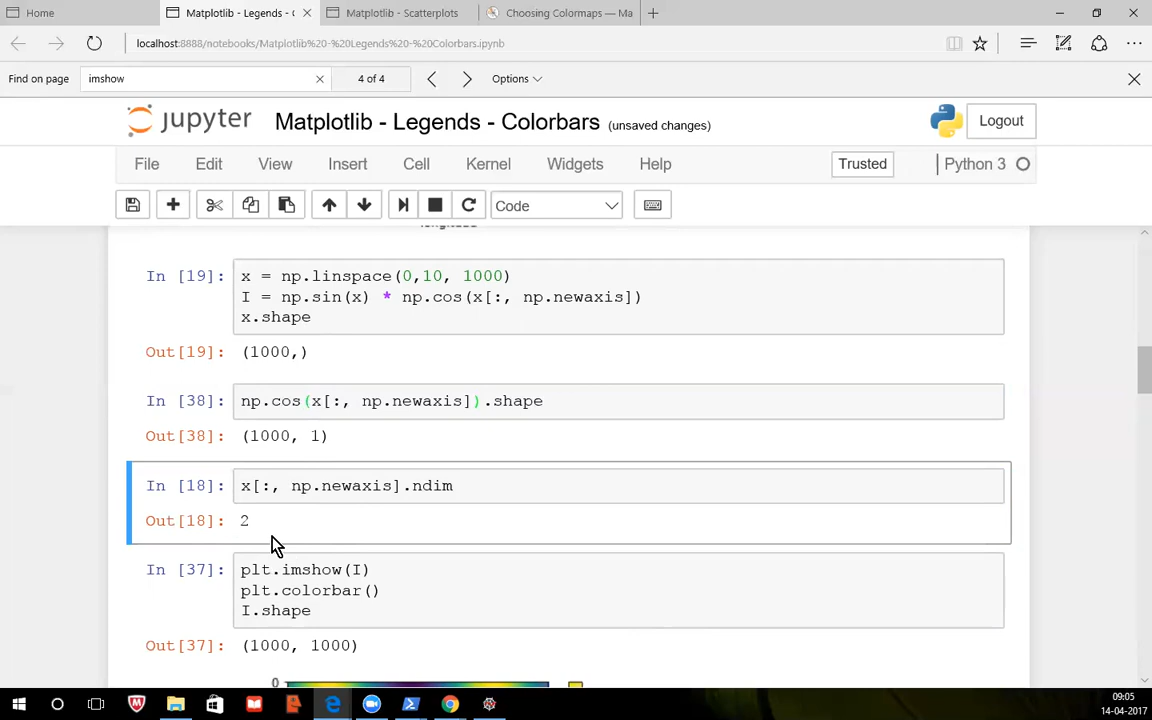 Home
Matplotlib - Legends - C
Matplotlib - Scatterplots
Choosing Colormaps — Ma
localhost:8888/notebooks/Matplotlib%20-%20Legends%20-%20Colorbars.ipynb
Find on page
imshow
4 of 4
Options
jupyter
Matplotlib - Legends - Colorbars (unsaved changes)
Logout
File Edit View Insert Cell Kernel Widgets Help
Trusted
Python 3
Code
longitude
In [19]: x = np.linspace(0,10, 1000)
I = np.sin(x) * np.cos(x[:, np.newaxis])
x.shape
Out[19]: (1000,)
In [38]: np.cos(x[:, np.newaxis]).shape
Out[38]: (1000, 1)
In [18]: x[:, np.newaxis].ndim
Out[18]: 2
In [37]: plt.imshow(I)
plt.colorbar()
I.shape
Out[37]: (1000, 1000)
0
09:05
14-04-2017